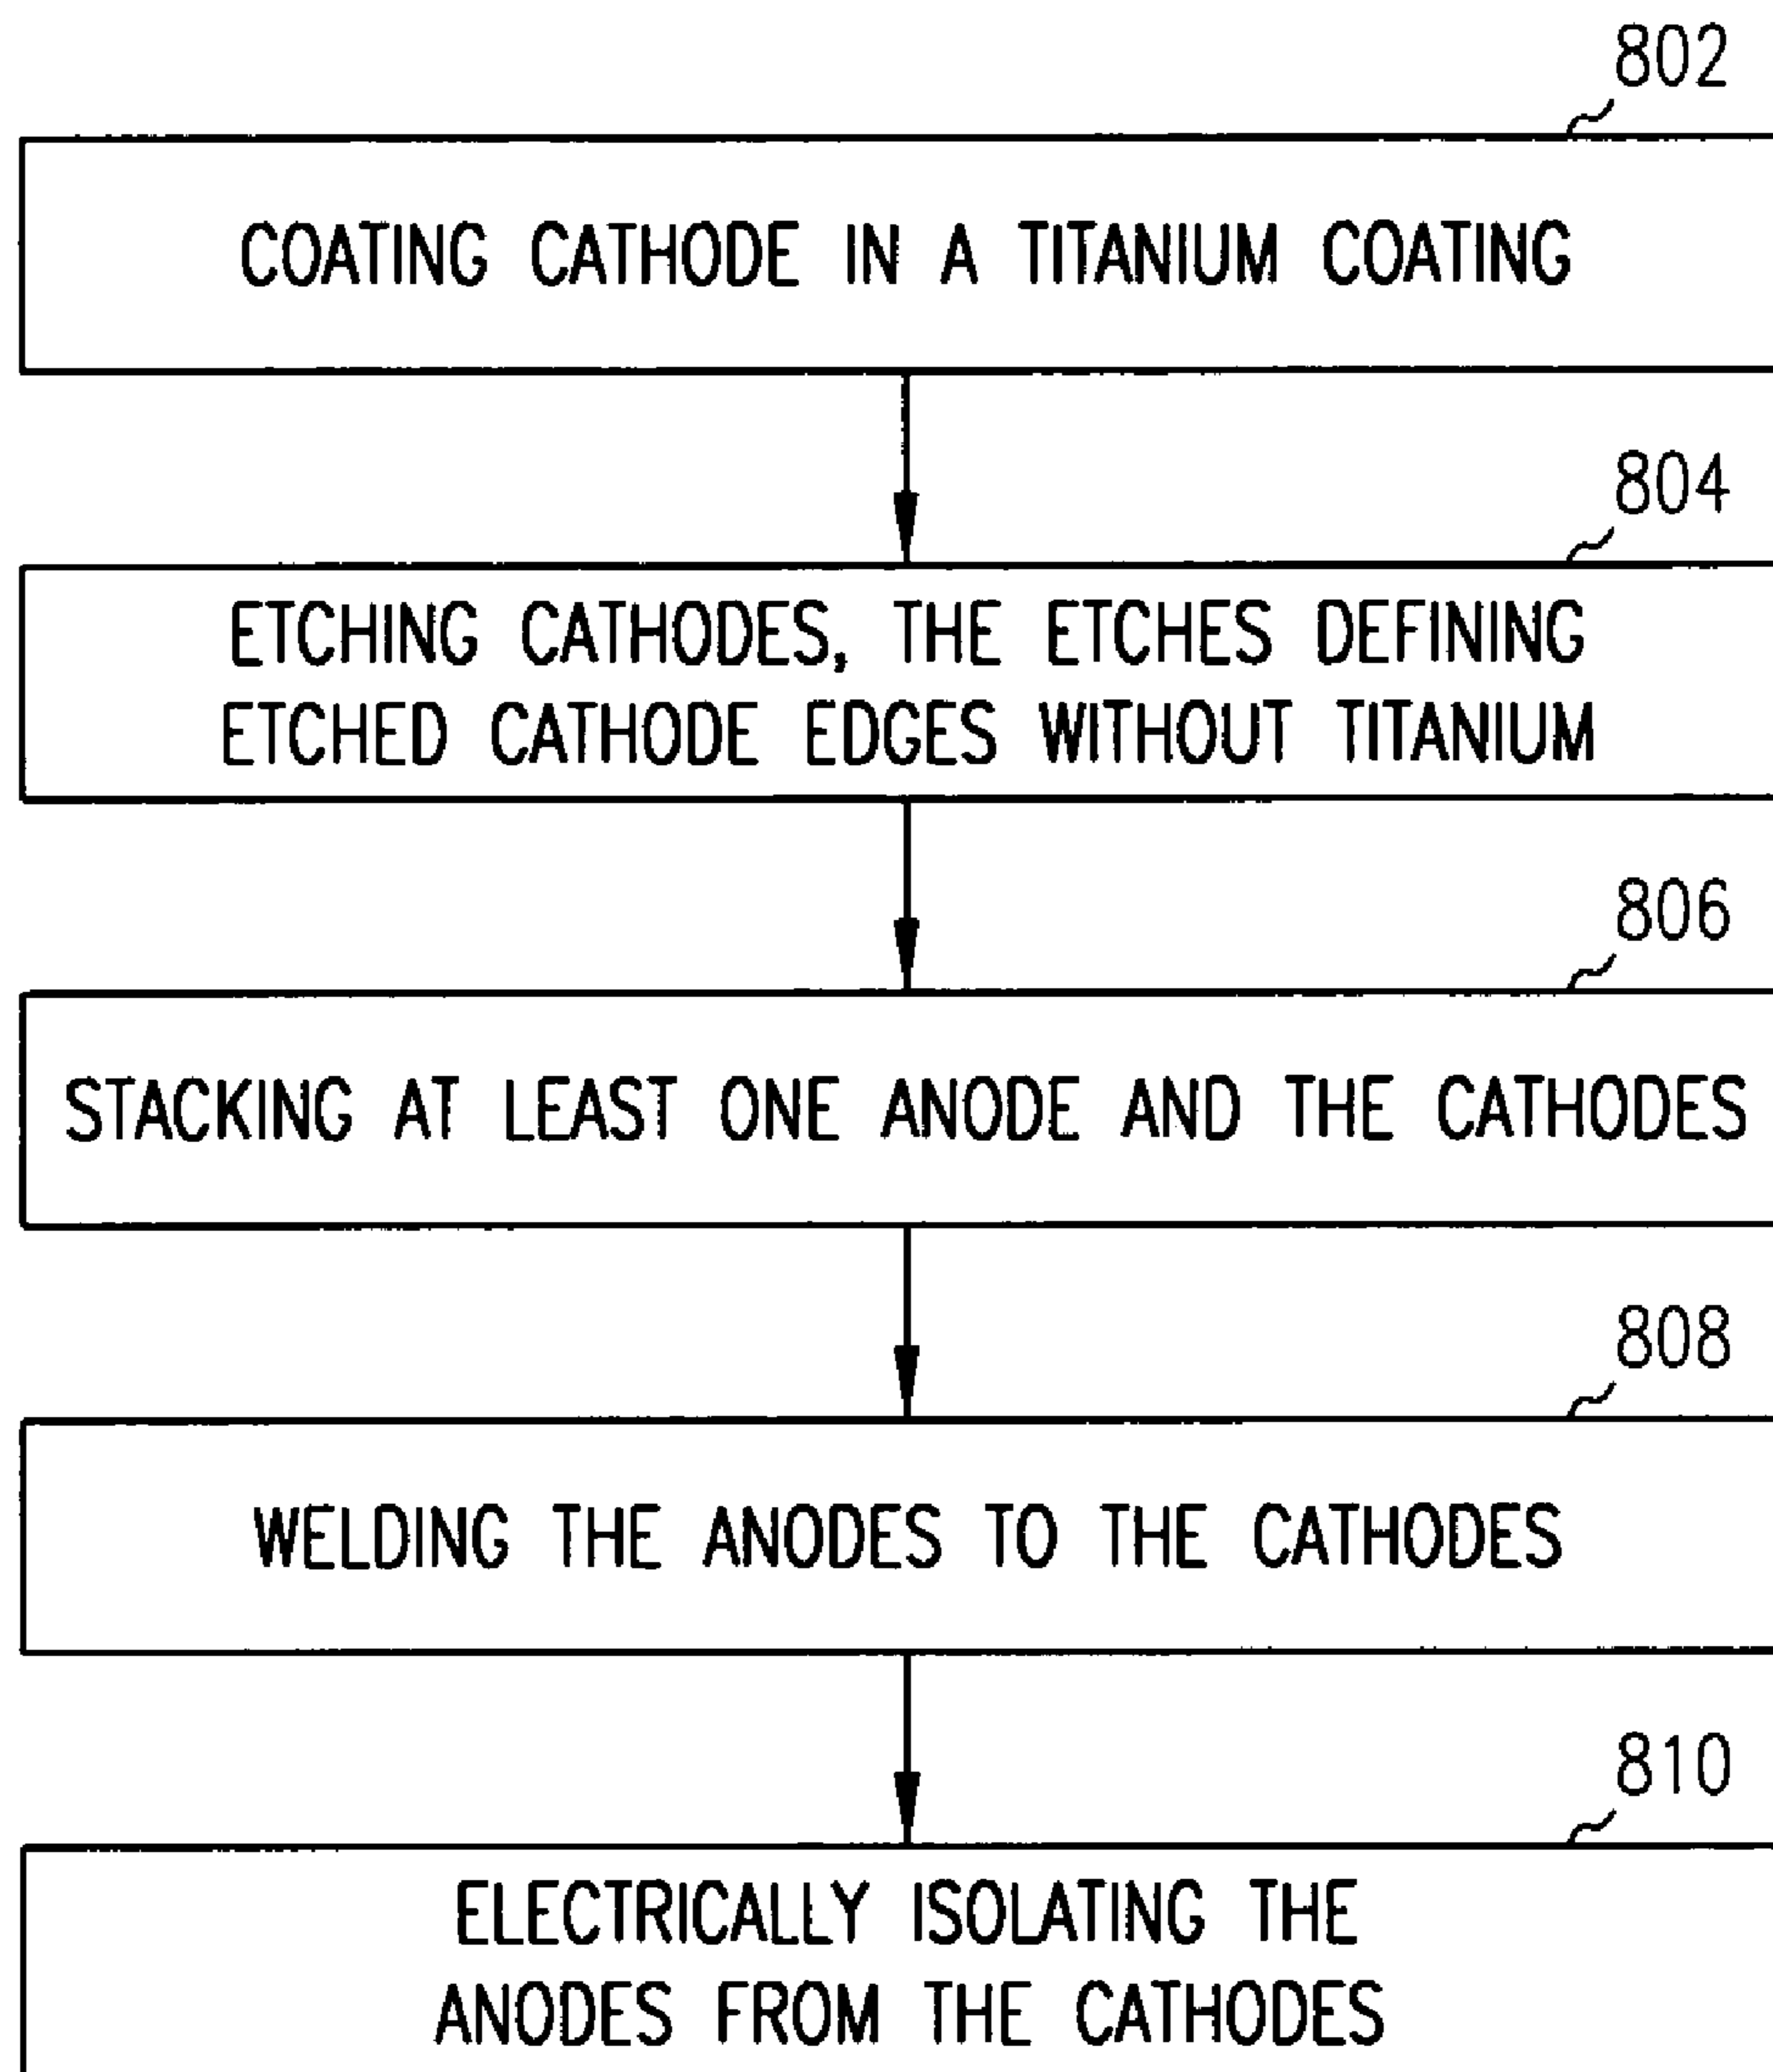 802
COATING CATHODE IN A TITANIUM COATING
804
ETCHING CATHODES, THE ETCHES DEFINING
ETCHED CATHODE EDGES WITHOUT TITANIUM
806
STACKING AT LEAST ONE ANODE AND THE CATHODES
808
WELDING THE ANODES TO THE CATHODES
810
ELECTRICALLY ISOLATING THE
ANODES FROM THE CATHODES